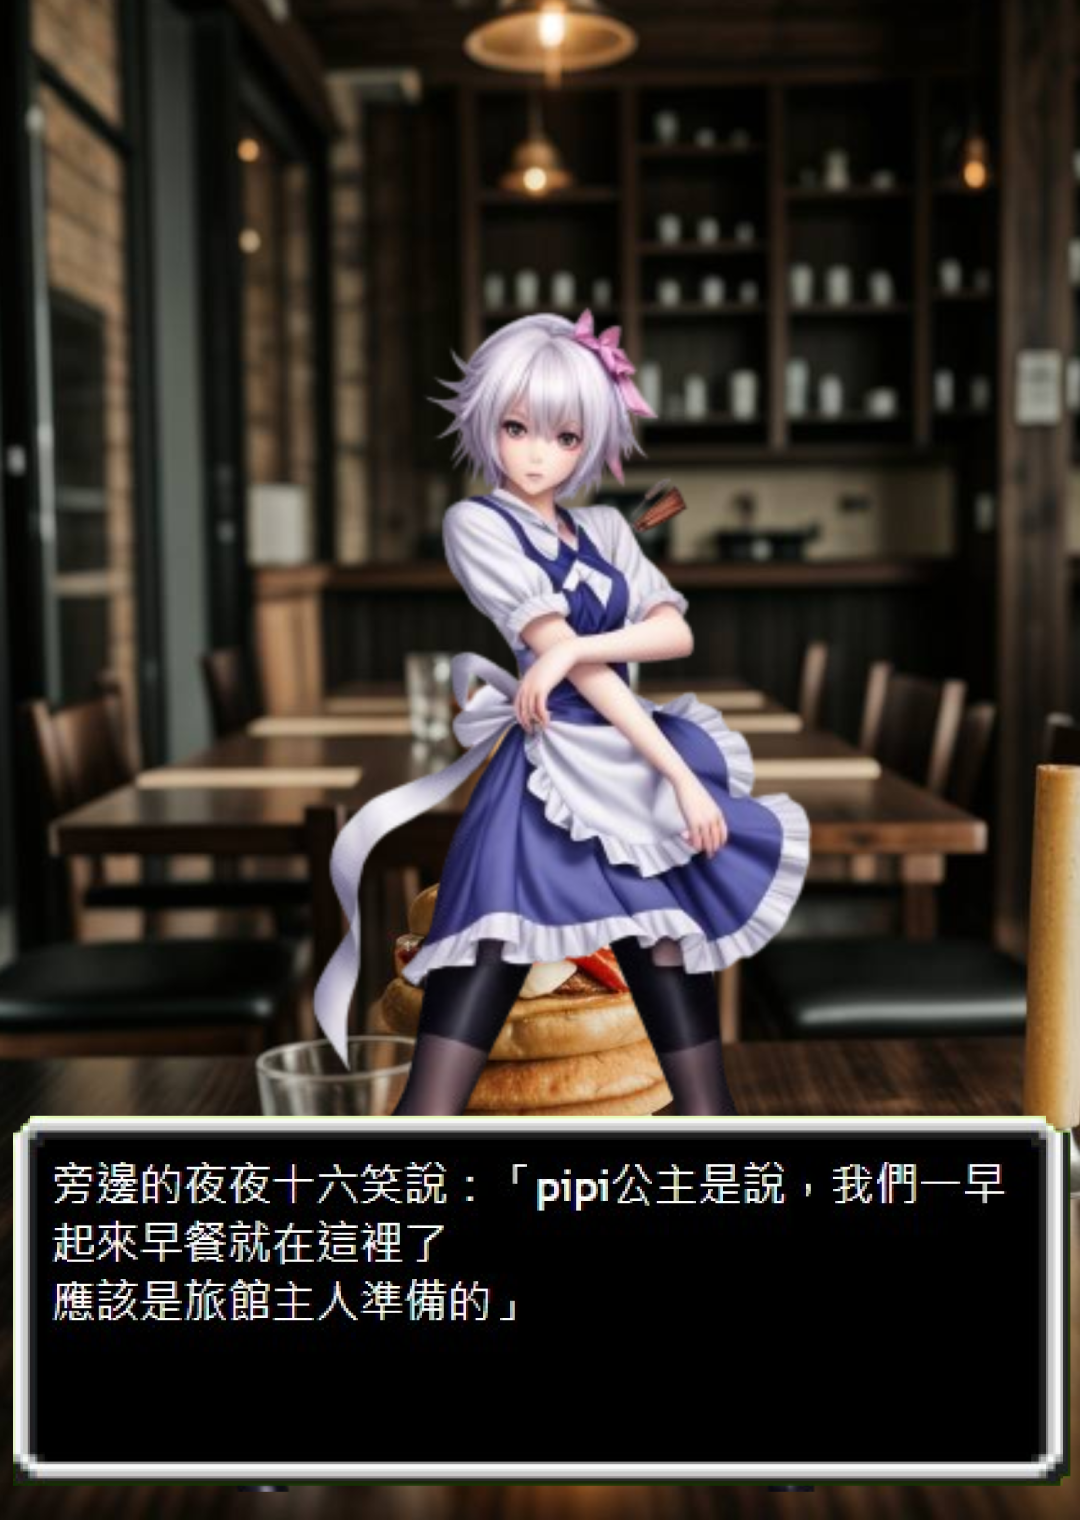 旁邊的夜夜十六笑說：「pipi公主是說，我們一早
起來早餐就在這裡了
應該是旅館主人準備的」